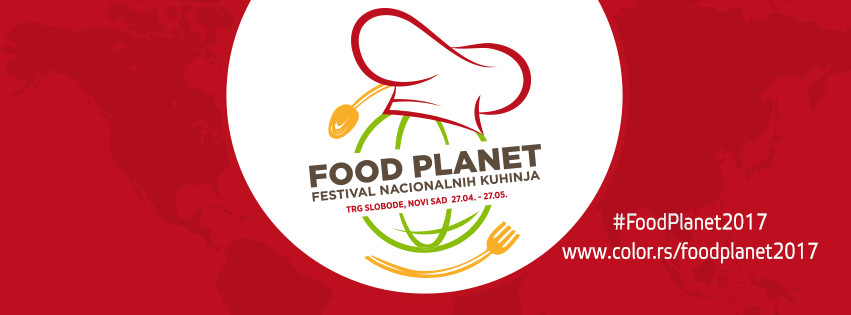 FOOD PLANET
FESTIVAL NACIONALNIH KUHINJA
TRG SLOBODE, NOVI SAD 27.04. - 27.05.
#FoodPlanet2017
www.color.rs/foodplanet2017